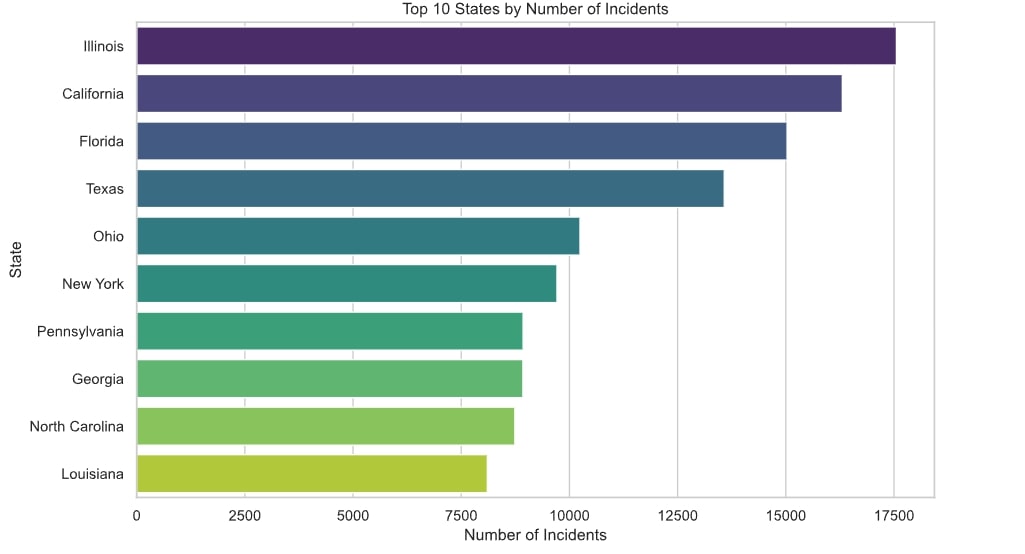 Top 10 States by Number of Incidents
Illinois
California
Florida
Texas
Ohio
New York
Pennsylvania
Georgia
North Carolina
Louisiana
State
0 2500 5000 7500 10000 12500 15000 17500
Number of Incidents